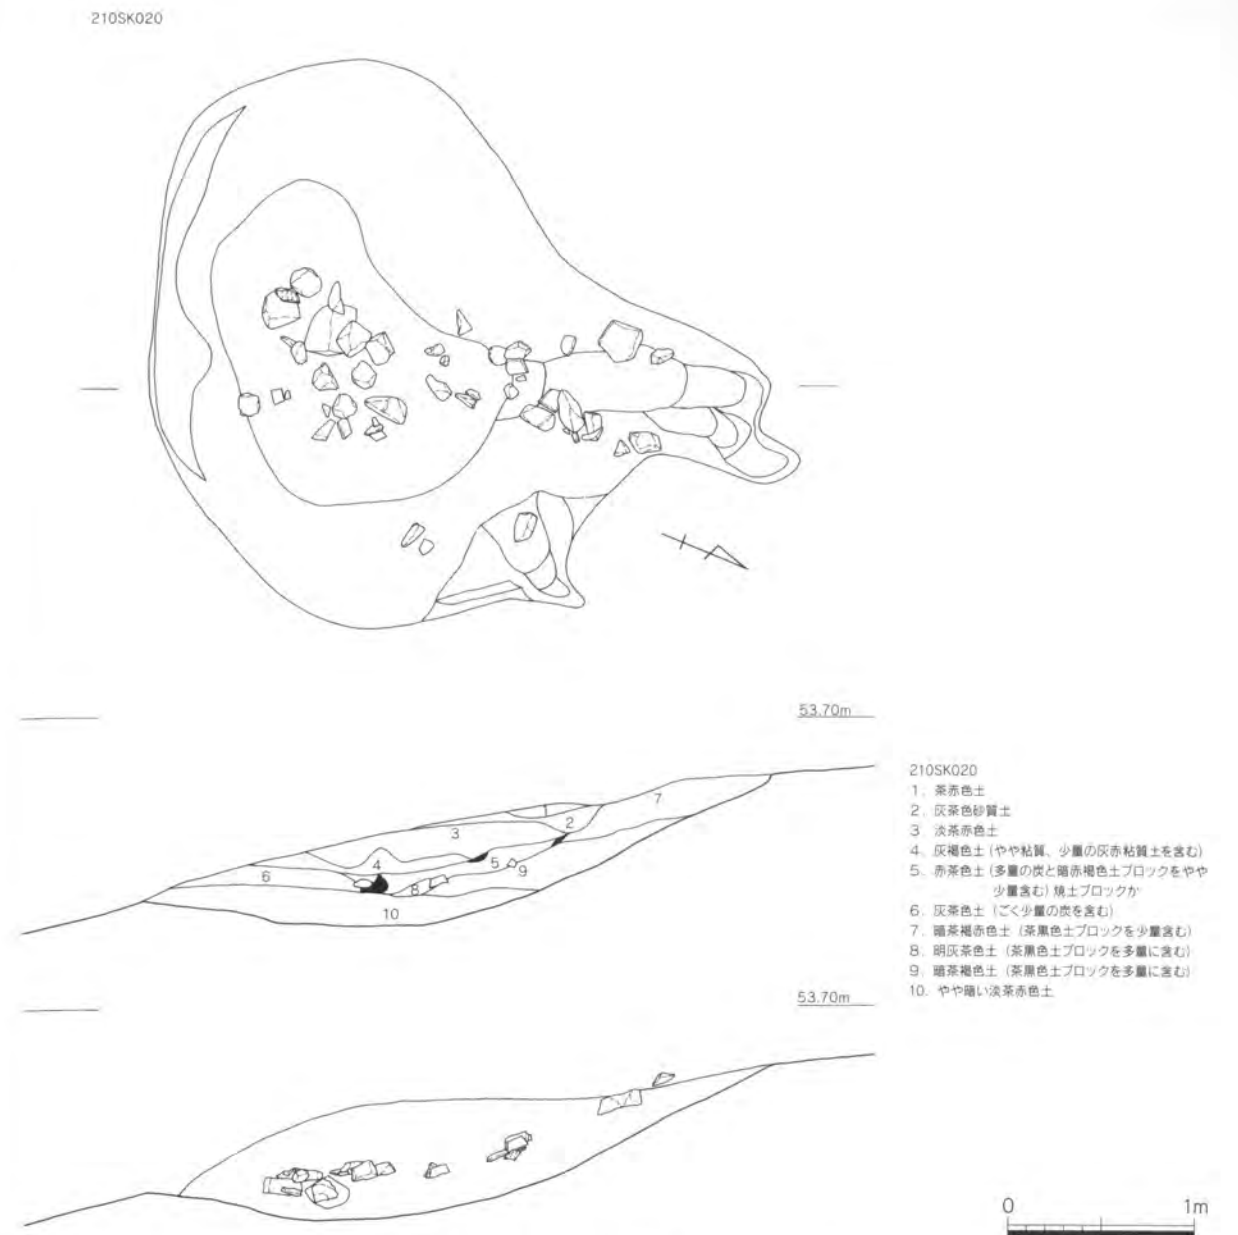 210SK020
53.70m
7
2
3
5
9
4
6
8
10
210SK020
1. 茶赤色土
2. 灰茶色砂質土
3. 淡茶赤色土
4. 灰褐色土 (やや粘質、少量の灰赤粘質土を含む)
5. 赤茶色土 (多量の炭と暗赤褐色土ブロックをやや
少量含む) 焼土ブロックか
6. 灰茶色土 (ごく少量の炭を含む)
7. 暗茶褐赤色土 (茶黒色土ブロックを少量含む)
8. 明灰茶色土 (茶黒色土ブロックを多量に含む)
9. 暗茶褐色土 (茶黒色土ブロックを多量に含む)
10. やや暗い淡茶赤色土
53.70m
0 1m